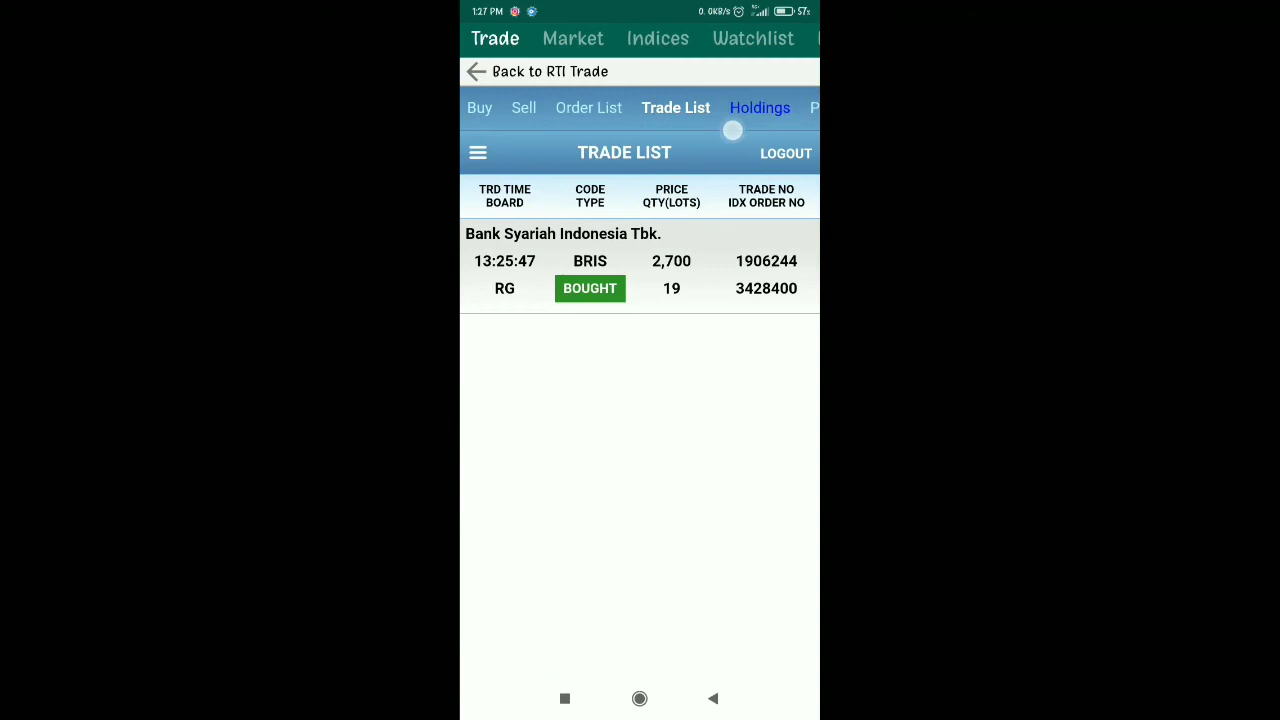 1:27 PM 0.0KB/s 57%
Trade Market Indices Watchlist
Back to RTI Trade
Buy Sell Order List Trade List Holdings P
TRADE LIST LOGOUT
TRD TIME CODE PRICE TRADE NO
BOARD TYPE QTY(LOTS) IDX ORDER NO
Bank Syariah Indonesia Tbk.
13:25:47 BRIS 2,700 1906244
RG BOUGHT 19 3428400